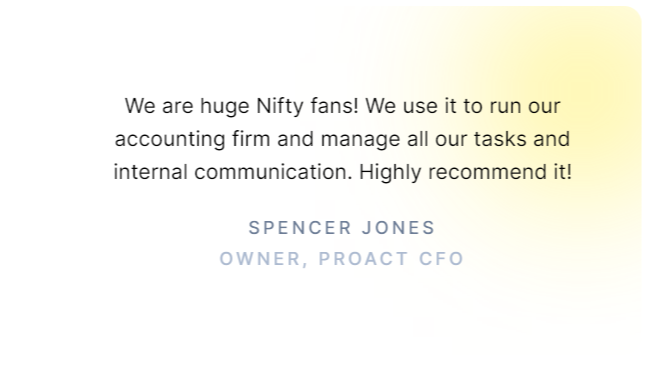 We are huge Nifty fans! We use it to run our
accounting firm and manage all our tasks and
internal communication. Highly recommend it!
SPENCER JONES
OWNER, PROACT CFO